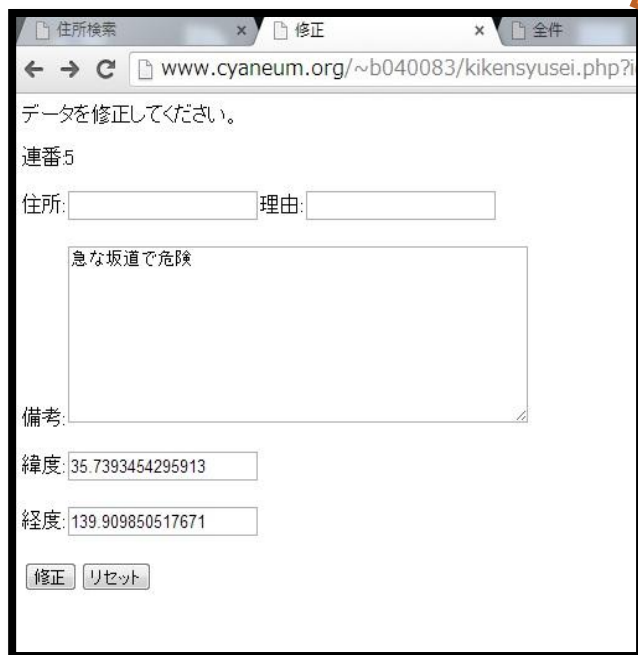 住所検索 × 修正 × 全件
www.cyaneum.org/~b040083/kikensyusei.php?i
データを修正してください。
連番:5
住所: 理由:
急な坂道で危険
備考:
緯度: 35.7393454295913
経度: 139.909850517671
修正 リセット